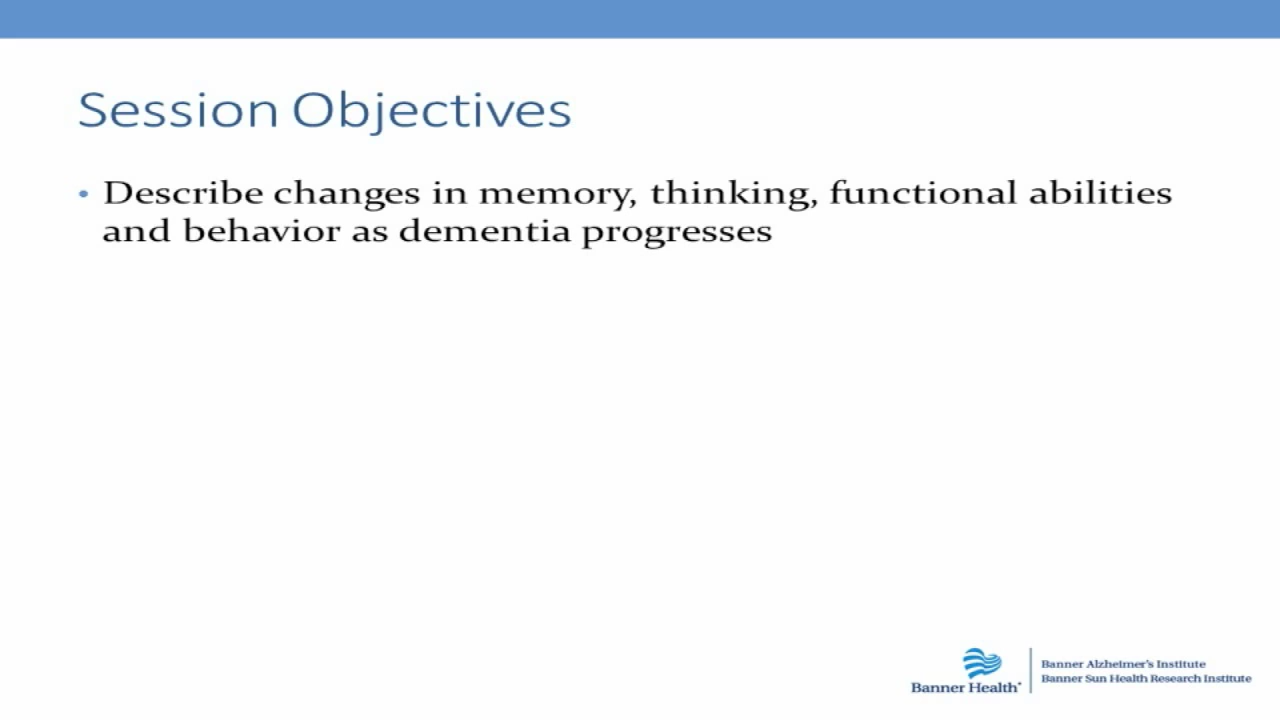 Session Objectives
• Describe changes in memory, thinking, functional abilities
and behavior as dementia progresses
Banner Health
Banner Alzheimer's Institute
Banner Sun Health Research Institute